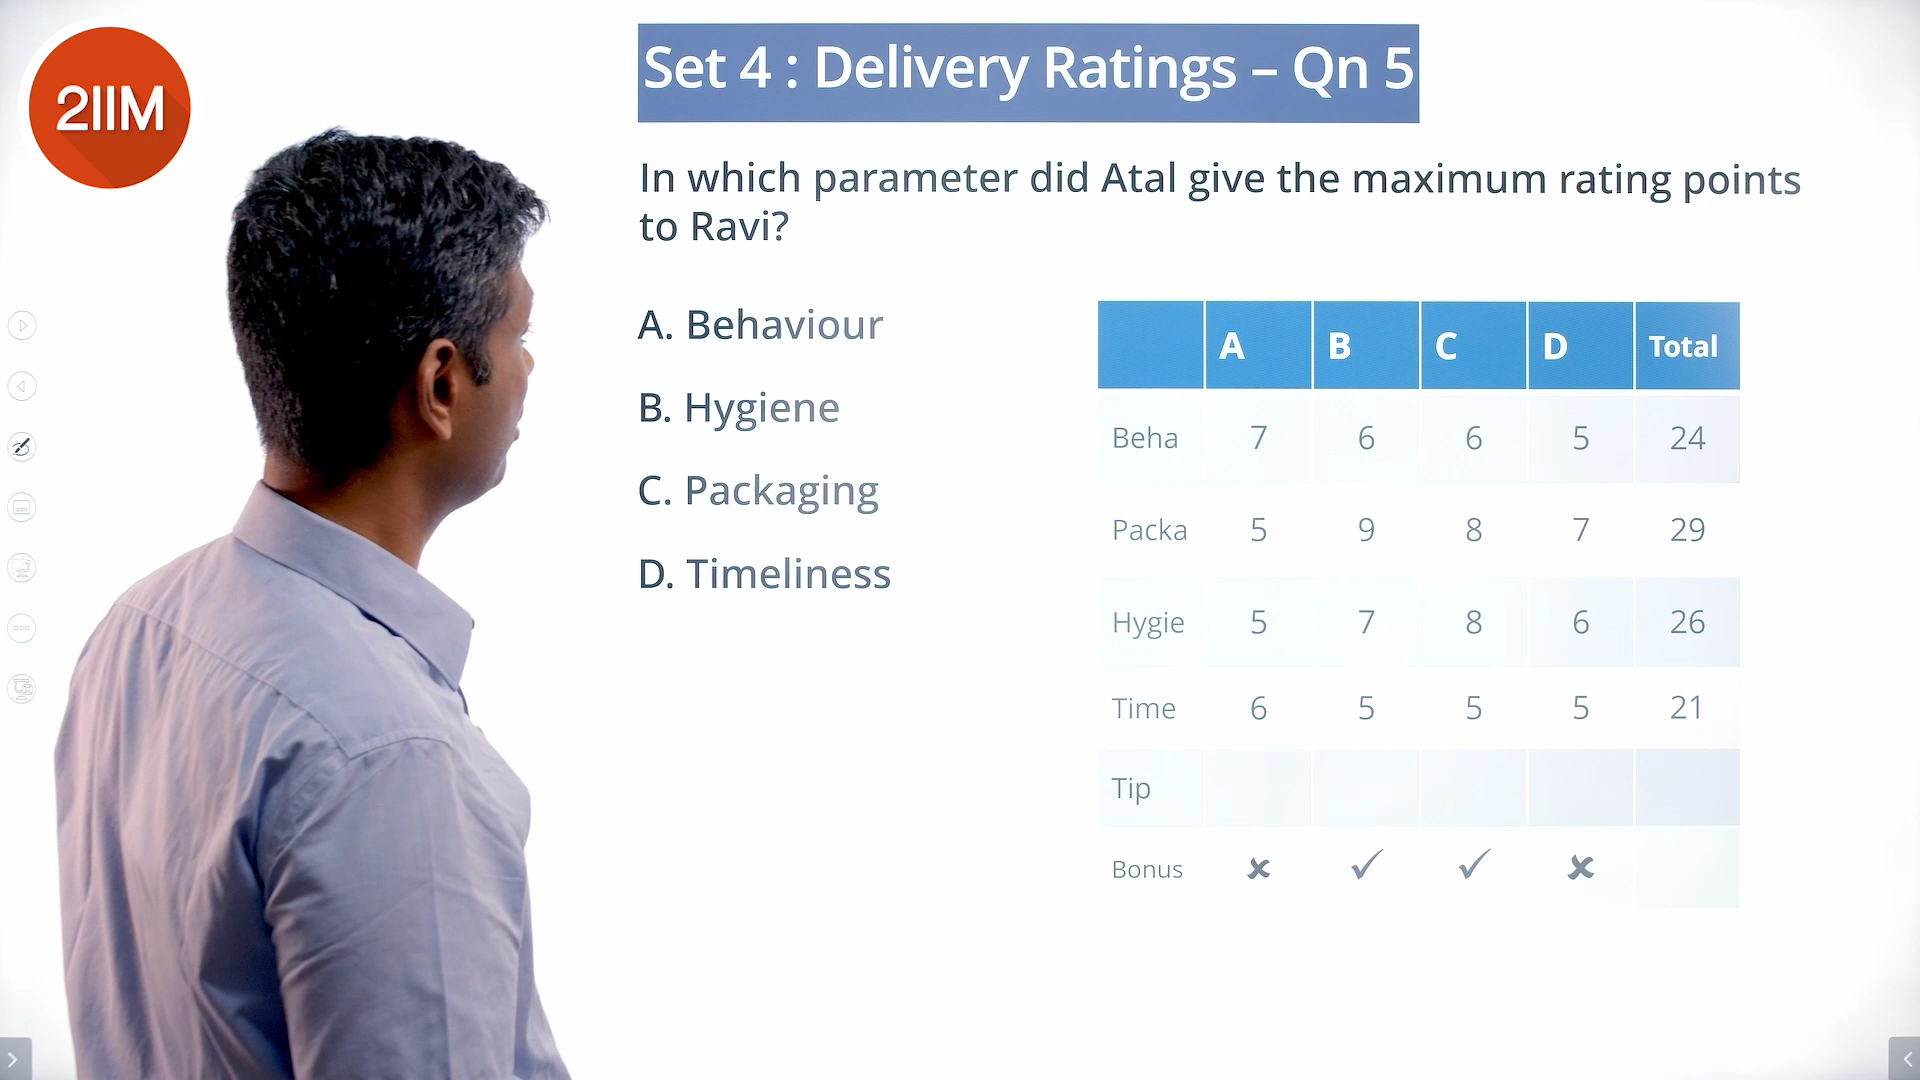 2IIM
Set 4 : Delivery Ratings – Qn 5
In which parameter did Atal give the maximum rating points
to Ravi?
A. Behaviour
B. Hygiene
C. Packaging
D. Timeliness
A B C D Total
Beha 7 6 6 5 24
Packa 5 9 8 7 29
Hygie 5 7 8 6 26
Time 6 5 5 5 21
Tip
Bonus ✘ ✓ ✓ ✘